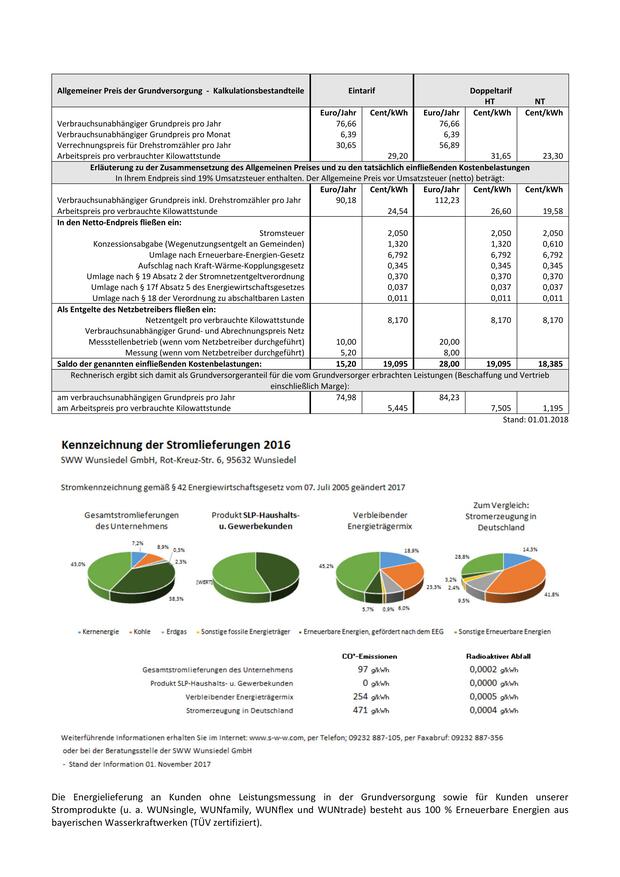 Allgemeiner Preis der Grundversorgung - Kalkulationsbestandteile Eintarif Doppeltarif
HT NT
Euro/Jahr Cent/kWh Euro/Jahr Cent/kWh Cent/kWh
Verbrauchsunabhängiger Grundpreis pro Jahr 76,66 76,66
Verbrauchsunabhängiger Grundpreis pro Monat 6,39 6,39
Verrechnungspreis für Drehstromzähler pro Jahr 30,65 56,89
Arbeitspreis pro verbrauchter Kilowattstunde 29,20 31,65 23,30
Erläuterung zu der Zusammensetzung des Allgemeinen Preises und zu den tatsächlich einfließenden Kostenbelastungen
In Ihrem Endpreis sind 19% Umsatzsteuer enthalten. Der Allgemeine Preis vor Umsatzsteuer (netto) beträgt:
Euro/Jahr Cent/kWh Euro/Jahr Cent/kWh Cent/kWh
Verbrauchsunabhängiger Grundpreis inkl. Drehstromzähler pro Jahr 90,18 112,23
Arbeitspreis pro verbrauchte Kilowattstunde 24,54 26,60 19,58
In den Netto-Endpreis fließen ein:
Stromsteuer 2,050 2,050 2,050
Konzessionsabgabe (Wegenutzungsentgelt an Gemeinden) 1,320 1,320 0,610
Umlage nach Erneuerbare-Energien-Gesetz 6,792 6,792 6,792
Aufschlag nach Kraft-Wärme-Kopplungsgesetz 0,345 0,345 0,345
Umlage nach § 19 Absatz 2 der Stromnetzentgeltverordnung 0,370 0,370 0,370
Umlage nach § 17f Absatz 5 des Energiewirtschaftsgesetzes 0,037 0,037 0,037
Umlage nach § 18 der Verordnung zu abschaltbaren Lasten 0,011 0,011 0,011
Als Entgelte des Netzbetreibers fließen ein:
Netzentgelt pro verbrauchte Kilowattstunde 8,170 8,170 8,170
Verbrauchsunabhängiger Grund- und Abrechnungspreis Netz
Messstellenbetrieb (wenn vom Netzbetreiber durchgeführt) 10,00 20,00
Messung (wenn vom Netzbetreiber durchgeführt) 5,20 8,00
Saldo der genannten einfließenden Kostenbelastungen: 15,20 19,095 28,00 19,095 18,385
Rechnerisch ergibt sich damit als Grundversorgeranteil für die vom Grundversorger erbrachten Leistungen (Beschaffung und Vertrieb
einschließlich Marge):
am verbrauchsunabhängigen Grundpreis pro Jahr 74,98 84,23
am Arbeitspreis pro verbrauchte Kilowattstunde 5,445 7,505 1,195
Stand: 01.01.2018
Kennzeichnung der Stromlieferungen 2016
SWW Wunsiedel GmbH, Rot-Kreuz-Str. 6, 95632 Wunsiedel
Stromkennzeichnung gemäß § 42 Energiewirtschaftsgesetz vom 07. Juli 2005 geändert 2017
Gesamtstromlieferungen
des Unternehmens
7,2% 8,9% 0,3%
2,3%
43,0%
38,3%
Produkt SLP-Haushalts-
u. Gewerbekunden
[WERT]
Verbleibender
Energieträgermix
18,9%
45,2%
23,3%
5,7% 0,9% 6,0%
Zum Vergleich:
Stromerzeugung in
Deutschland
14,3%
28,8%
3,2%
2,4%
9,5%
41,8%
Kernenergie Kohle Erdgas Sonstige fossile Energieträger Erneuerbare Energien, gefördert nach dem EEG Sonstige Erneuerbare Energien
CO²-Emissionen Radioaktiver Abfall
Gesamtstromlieferungen des Unternehmens 97 g/kWh 0,0002 g/kWh
Produkt SLP-Haushalts- u. Gewerbekunden 0 g/kWh 0,0000 g/kWh
Verbleibender Energieträgermix 254 g/kWh 0,0005 g/kWh
Stromerzeugung in Deutschland 471 g/kWh 0,0004 g/kWh
Weiterführende Informationen erhalten Sie im Internet: www.s-w-w.com, per Telefon; 09232 887-105, per Faxabruf: 09232 887-356
oder bei der Beratungsstelle der SWW Wunsiedel GmbH
- Stand der Information 01. November 2017
Die Energielieferung an Kunden ohne Leistungsmessung in der Grundversorgung sowie für Kunden unserer
Stromprodukte (u. a. WUNsingle, WUNfamily, WUNflex und WUNtrade) besteht aus 100 % Erneuerbare Energien aus
bayerischen Wasserkraftwerken (TÜV zertifiziert).